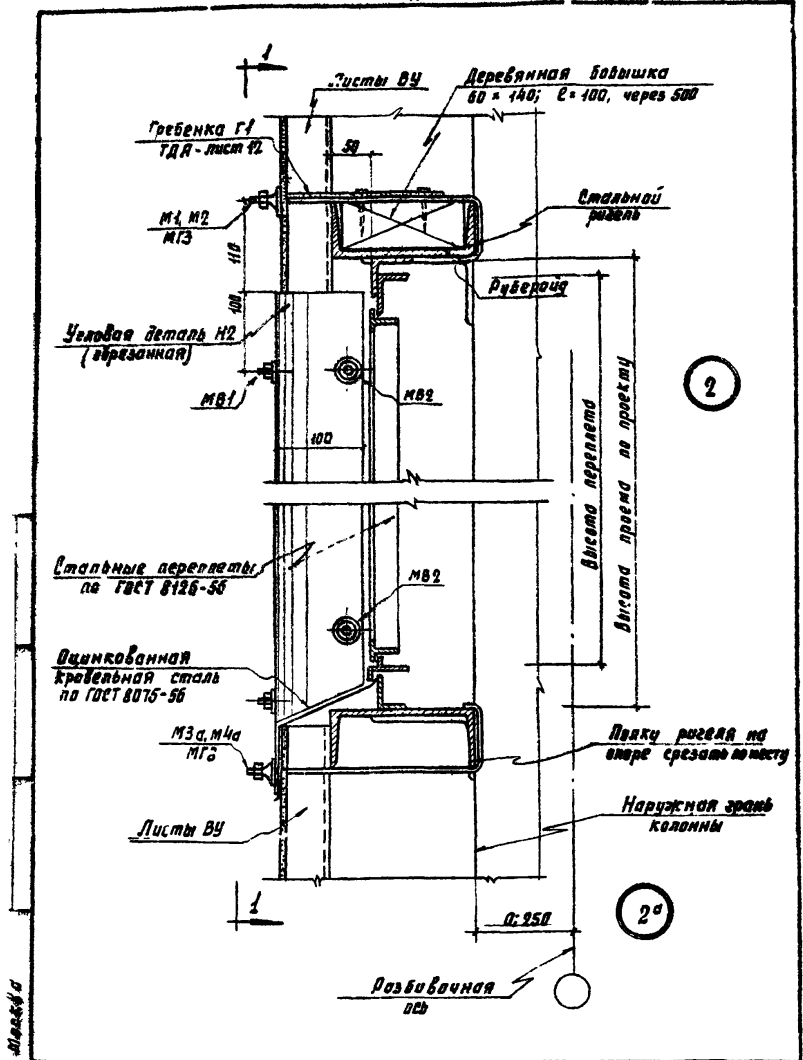 1
Листы ВУ
Деревянная бобышка
60 × 140; ℓ = 100, через 500
Гребенка Г1
ТДА - лист 12
50
Стальной
ригель
М1, М2
МГ3
110
Рубероид
100
Угловая деталь Н2
(обрезанная)
МВ1
МВ2
2
100
Высота переплета
Высота проема по проекту
Стальные переплеты
по ГОСТ 8126-56
МВ2
Оцинкованная
кровельная сталь
по ГОСТ 8075-56
М3а, М4а
Полку ригеля на
опоре срезать по месту
Листы ВУ
Наружная грань
колонны
1
0; 250
2а
Разбивочная
ось